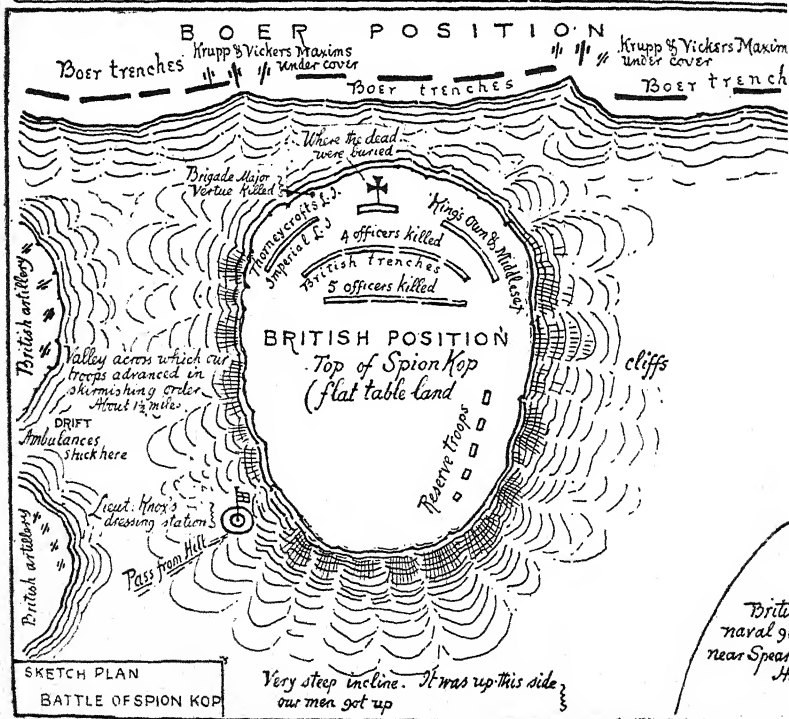 BOER POSITION
Krupp & Vickers Maxims
under cover
Boer trenches
Boer trenches
Krupp & Vickers Maxim
under cover
Boer trench
Where the dead
were buried
Brigade Major
Vertue killed
Thorneycrofts L.I.
Imperial L.I
King's Own & Middlesex
4 officers killed
British trenches
5 officers killed
BRITISH POSITION
Top of Spion Kop
(flat table land
Reserve troops
cliffs
British artillery
Valley across which our
troops advanced in
skirmishing order
About 1½ miles
DRIFT
Ambulances
stuck here
Lieut. Knox's
dressing station
Pass from Hill
British artillery
Briti
naval g
near Spear
H
SKETCH PLAN
BATTLE OF SPION KOP
Very steep incline. It was up this side
our men got up